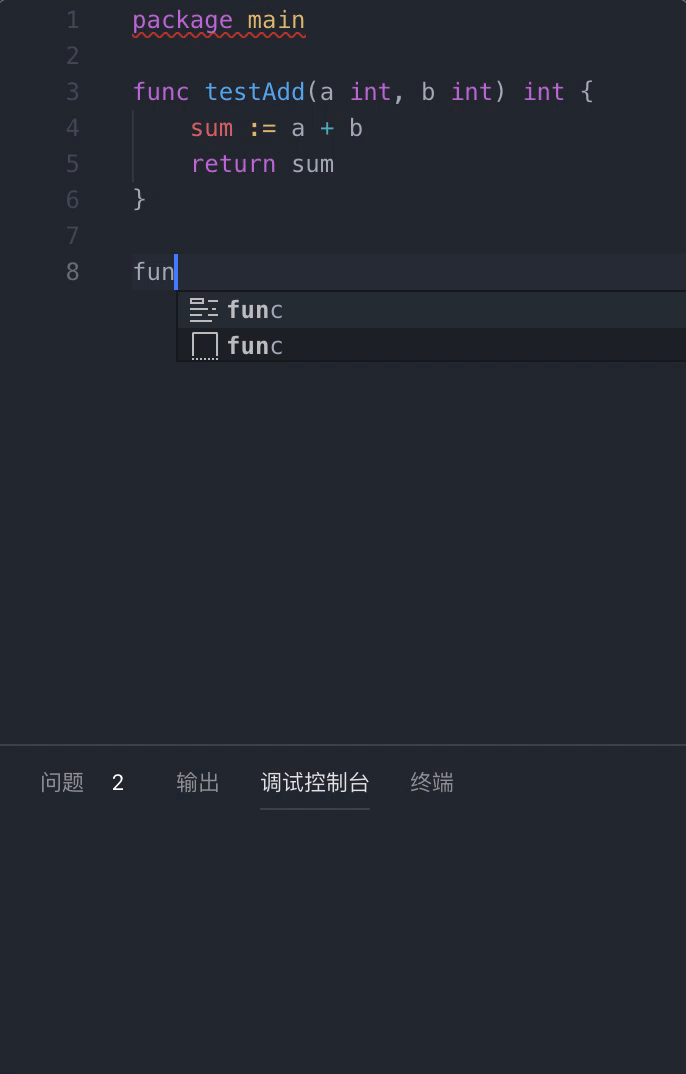 1 package main
2
3 func testAdd(a int, b int) int {
4 sum := a + b
5 return sum
6 }
7
8 fun
func
func
问题 2 输出 调试控制台 终端